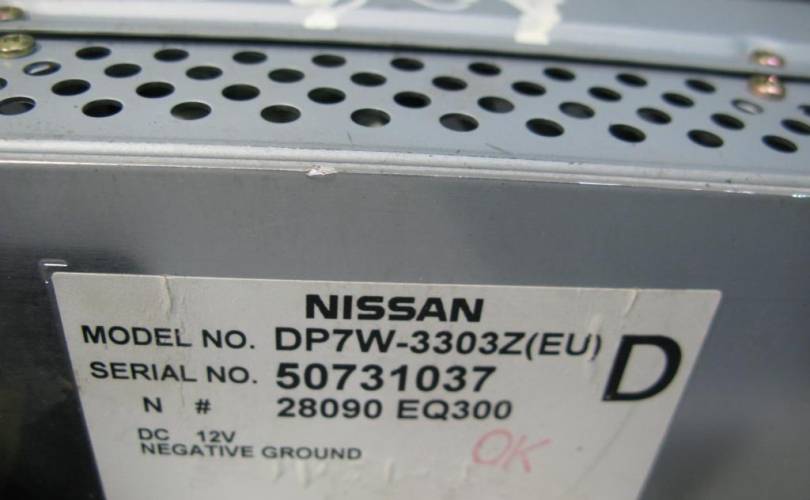 NISSAN
MODEL NO. DP7W-3303Z(EU) D
SERIAL NO. 50731037
N # 28090 EQ300
DC 12V
NEGATIVE GROUND
OK